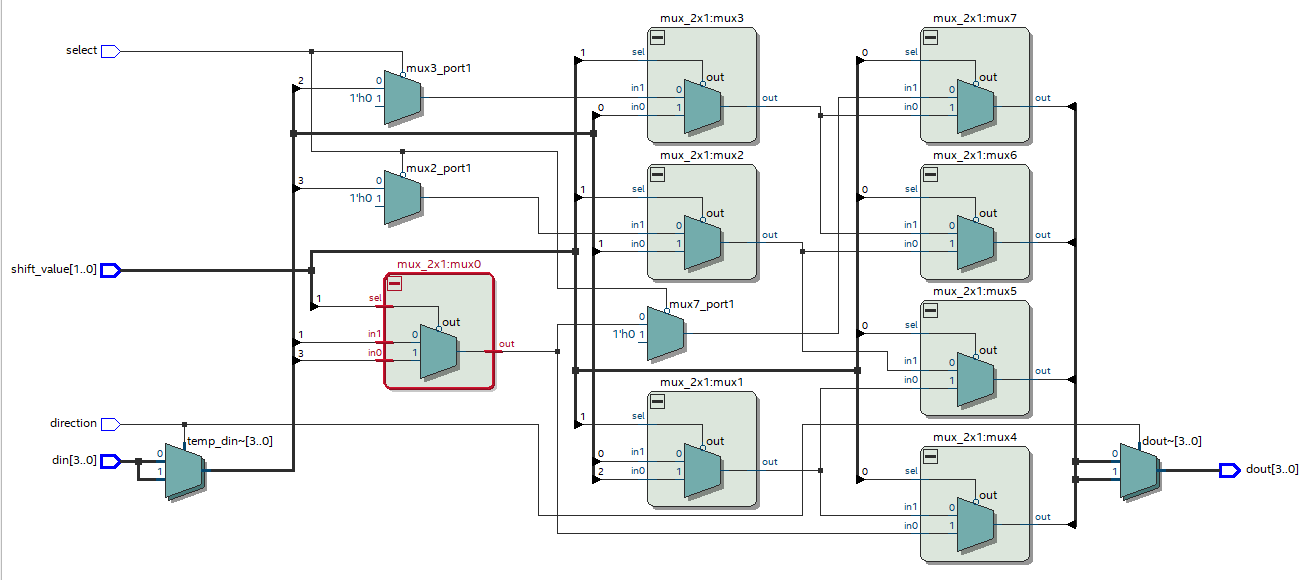 mux_2x1:mux3
mux_2x1:mux7
select
1
sel
0
sel
mux3_port1
out
out
2
0
in1
0
in1
0
1'h0
1
in0
1
out
in0
1
out
0
mux_2x1:mux2
mux_2x1:mux6
mux2_port1
1
sel
0
sel
3
0
1'h0
1
out
out
in1
0
out
in1
0
out
1
in0
1
in0
1
shift_value[1..0]
mux_2x1:mux0
mux_2x1:mux5
1
sel
mux7_port1
0
0
sel
out
1'h0
1
1
in1
0
out
out
3
in0
1
in1
0
out
in0
1
mux_2x1:mux1
1
sel
direction
mux_2x1:mux4
temp_din~[3..0]
out
dout~[3..0]
din[3..0]
0
1
0
in1
0
out
2
in0
1
0
sel
0
1
dout[3..0]
out
in1
0
out
in0
1